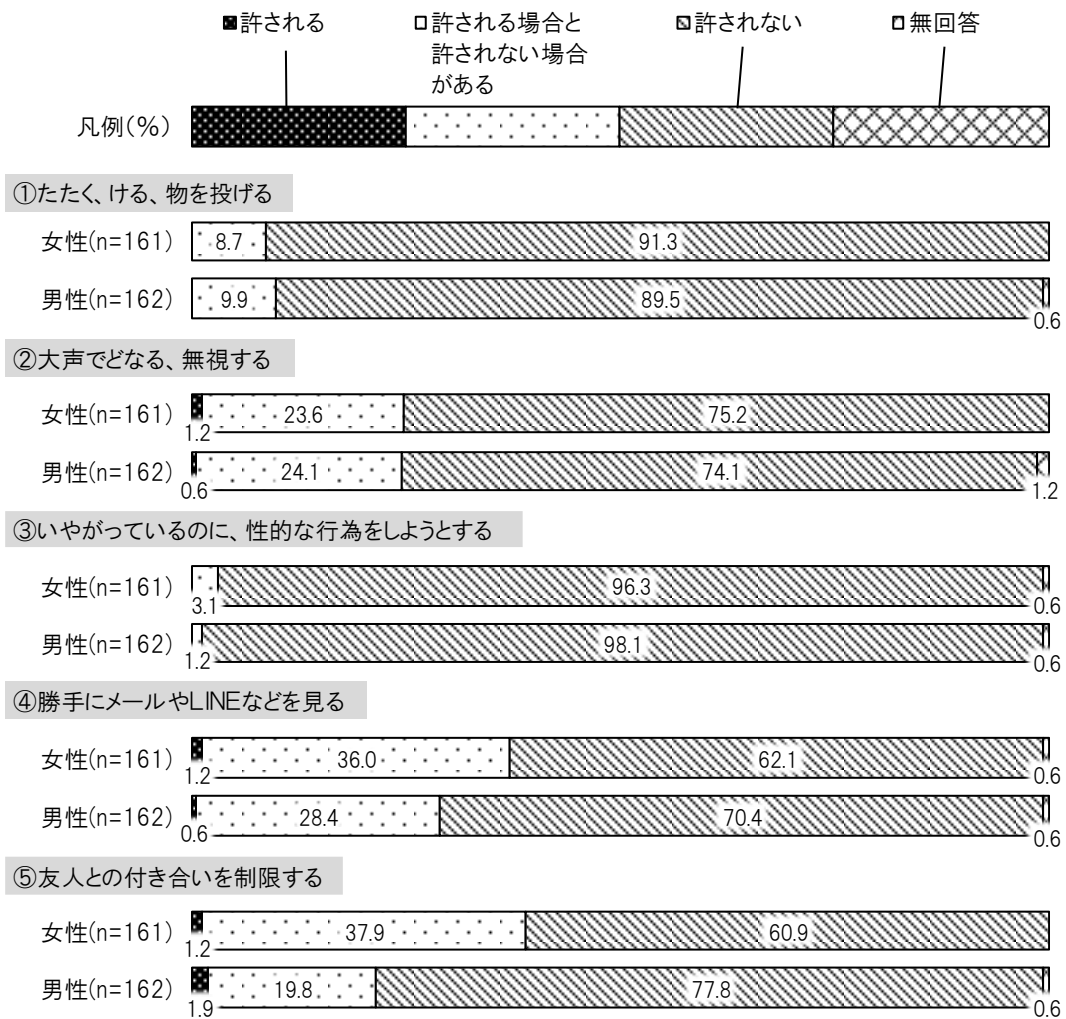 許される
許される場合と
許されない場合
がある
許されない
無回答
凡例(%)
①たたく、ける、物を投げる
女性(n=161) 8.7 91.3
男性(n=162) 9.9 89.5 0.6
②大声でどなる、無視する
女性(n=161) 1.2 23.6 75.2
男性(n=162) 0.6 24.1 74.1 1.2
③いやがっているのに、性的な行為をしようとする
女性(n=161) 3.1 96.3 0.6
男性(n=162) 1.2 98.1 0.6
④勝手にメールやLINEなどを見る
女性(n=161) 1.2 36.0 62.1 0.6
男性(n=162) 0.6 28.4 70.4 0.6
⑤友人との付き合いを制限する
女性(n=161) 1.2 37.9 60.9
男性(n=162) 1.9 19.8 77.8 0.6